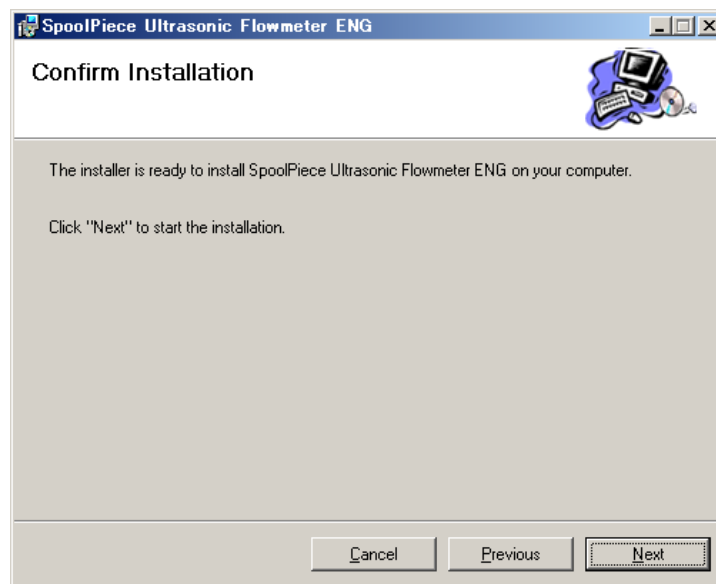 SpoolPiece Ultrasonic Flowmeter ENG
Confirm Installation
The installer is ready to install SpoolPiece Ultrasonic Flowmeter ENG on your computer.
Click "Next" to start the installation.
Cancel
Previous
Next